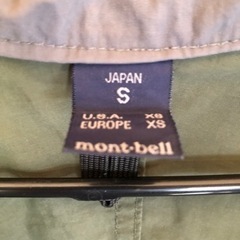 JAPAN
S
U.S.A. XS
EUROPE XS
mont-bell